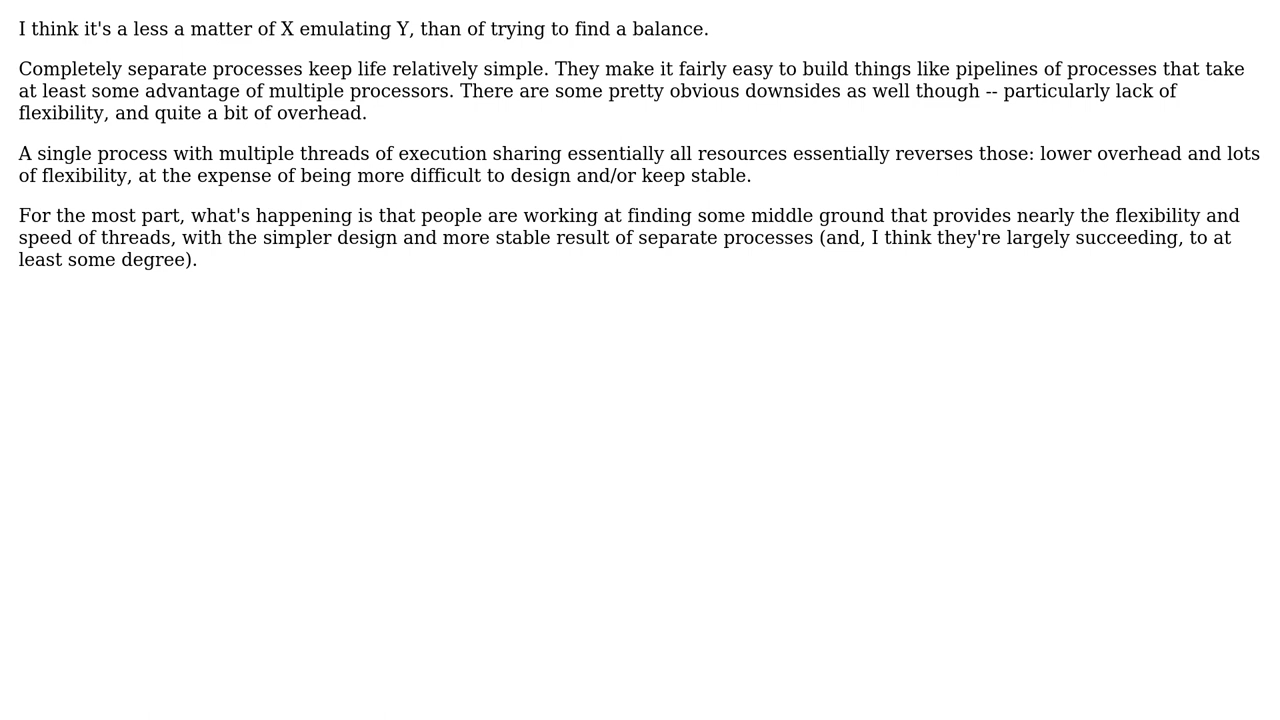 I think it's a less a matter of X emulating Y, than of trying to find a balance.
Completely separate processes keep life relatively simple. They make it fairly easy to build things like pipelines of processes that take
at least some advantage of multiple processors. There are some pretty obvious downsides as well though -- particularly lack of
flexibility, and quite a bit of overhead.
A single process with multiple threads of execution sharing essentially all resources essentially reverses those: lower overhead and lots
of flexibility, at the expense of being more difficult to design and/or keep stable.
For the most part, what's happening is that people are working at finding some middle ground that provides nearly the flexibility and
speed of threads, with the simpler design and more stable result of separate processes (and, I think they're largely succeeding, to at
least some degree).